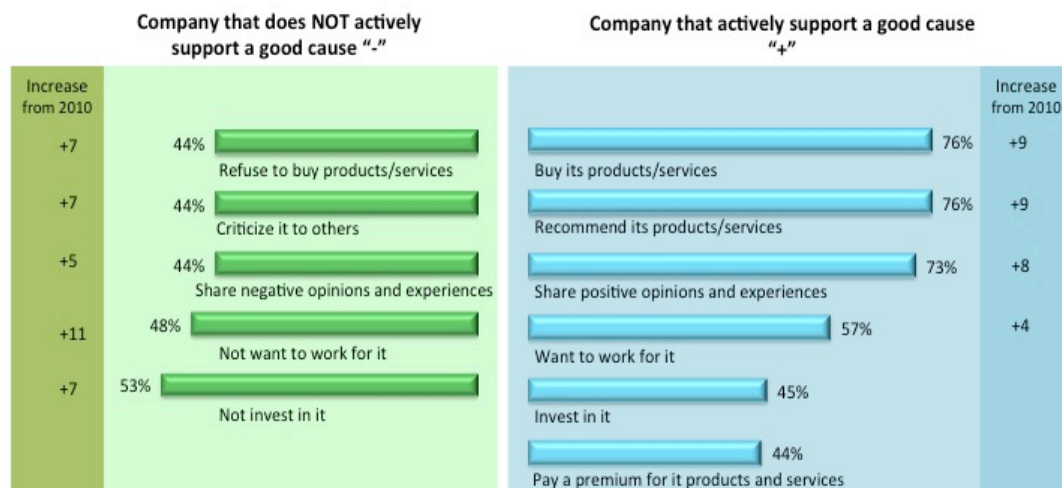 Company that does NOT actively
support a good cause “-”
Increase
from 2010
+7
44%
Refuse to buy products/services
+7
44%
Criticize it to others
+5
44%
Share negative opinions and experiences
+11
48%
Not want to work for it
+7
53%
Not invest in it
Company that actively support a good cause
“+”
Increase
from 2010
76%
+9
Buy its products/services
76%
+9
Recommend its products/services
73%
+8
Share positive opinions and experiences
57%
+4
Want to work for it
45%
Invest in it
44%
Pay a premium for it products and services